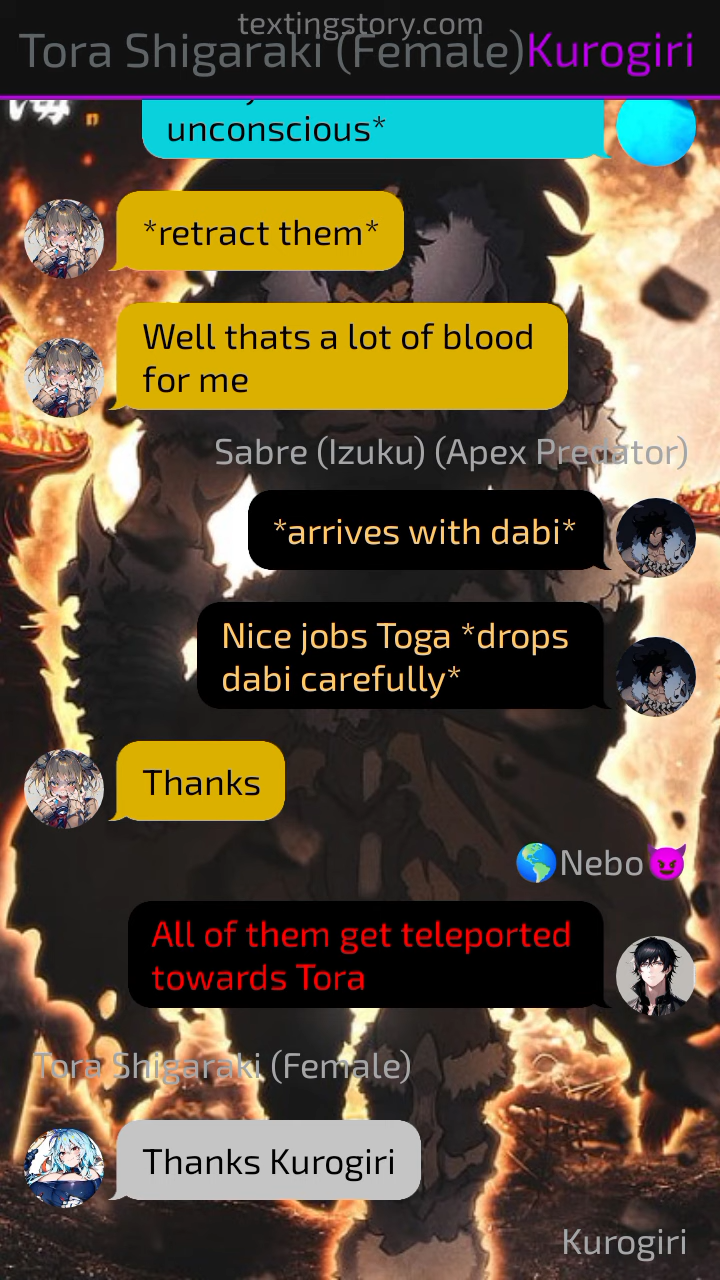 textingstory.com
Tora Shigaraki (Female)Kurogiri
unconscious*
*retract them*
Well thats a lot of blood
for me
Sabre (Izuku) (Apex Predator)
*arrives with dabi*
Nice jobs Toga *drops
dabi carefully*
Thanks
🌎Nebo😈
All of them get teleported
towards Tora
Tora Shigaraki (Female)
Thanks Kurogiri
Kurogiri